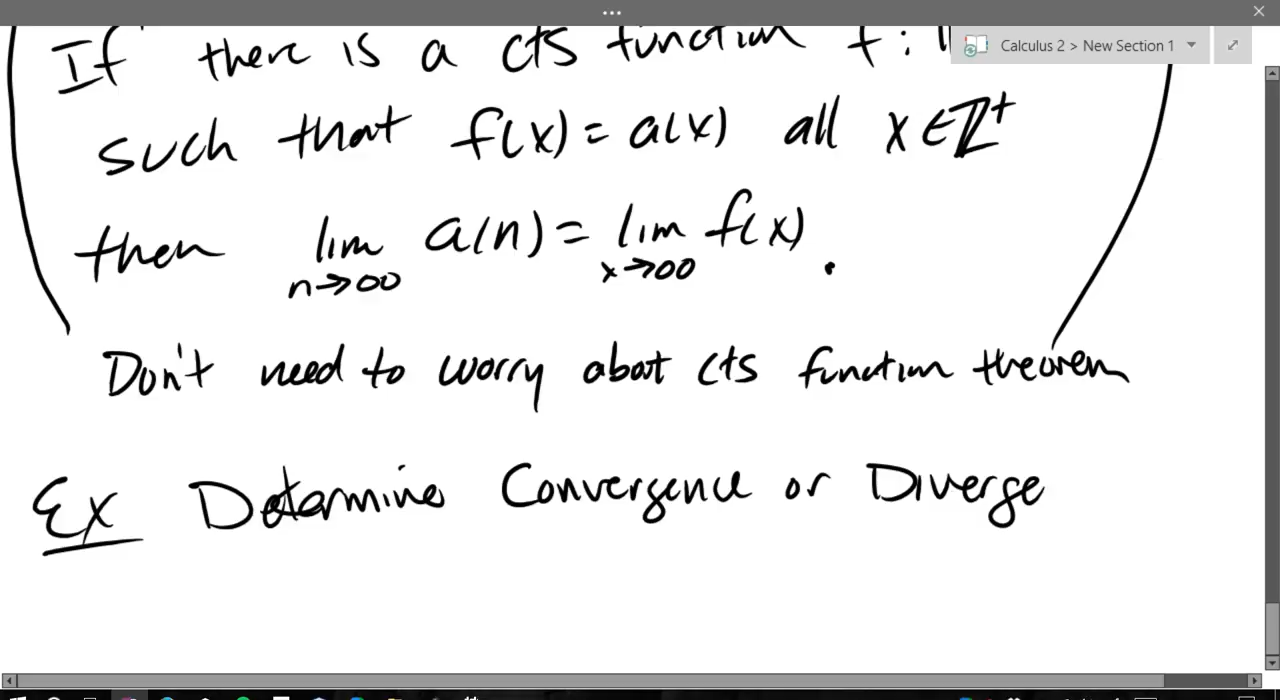 If there is a cts function f :
Calculus 2 > New Section 1
such that f(x) = a(x) all x ∈ ℤ⁺
then lim n→∞ a(n) = lim x→∞ f(x) .
Don't need to worry abot cts function theorem
Ex Determine Convergence or Diverge